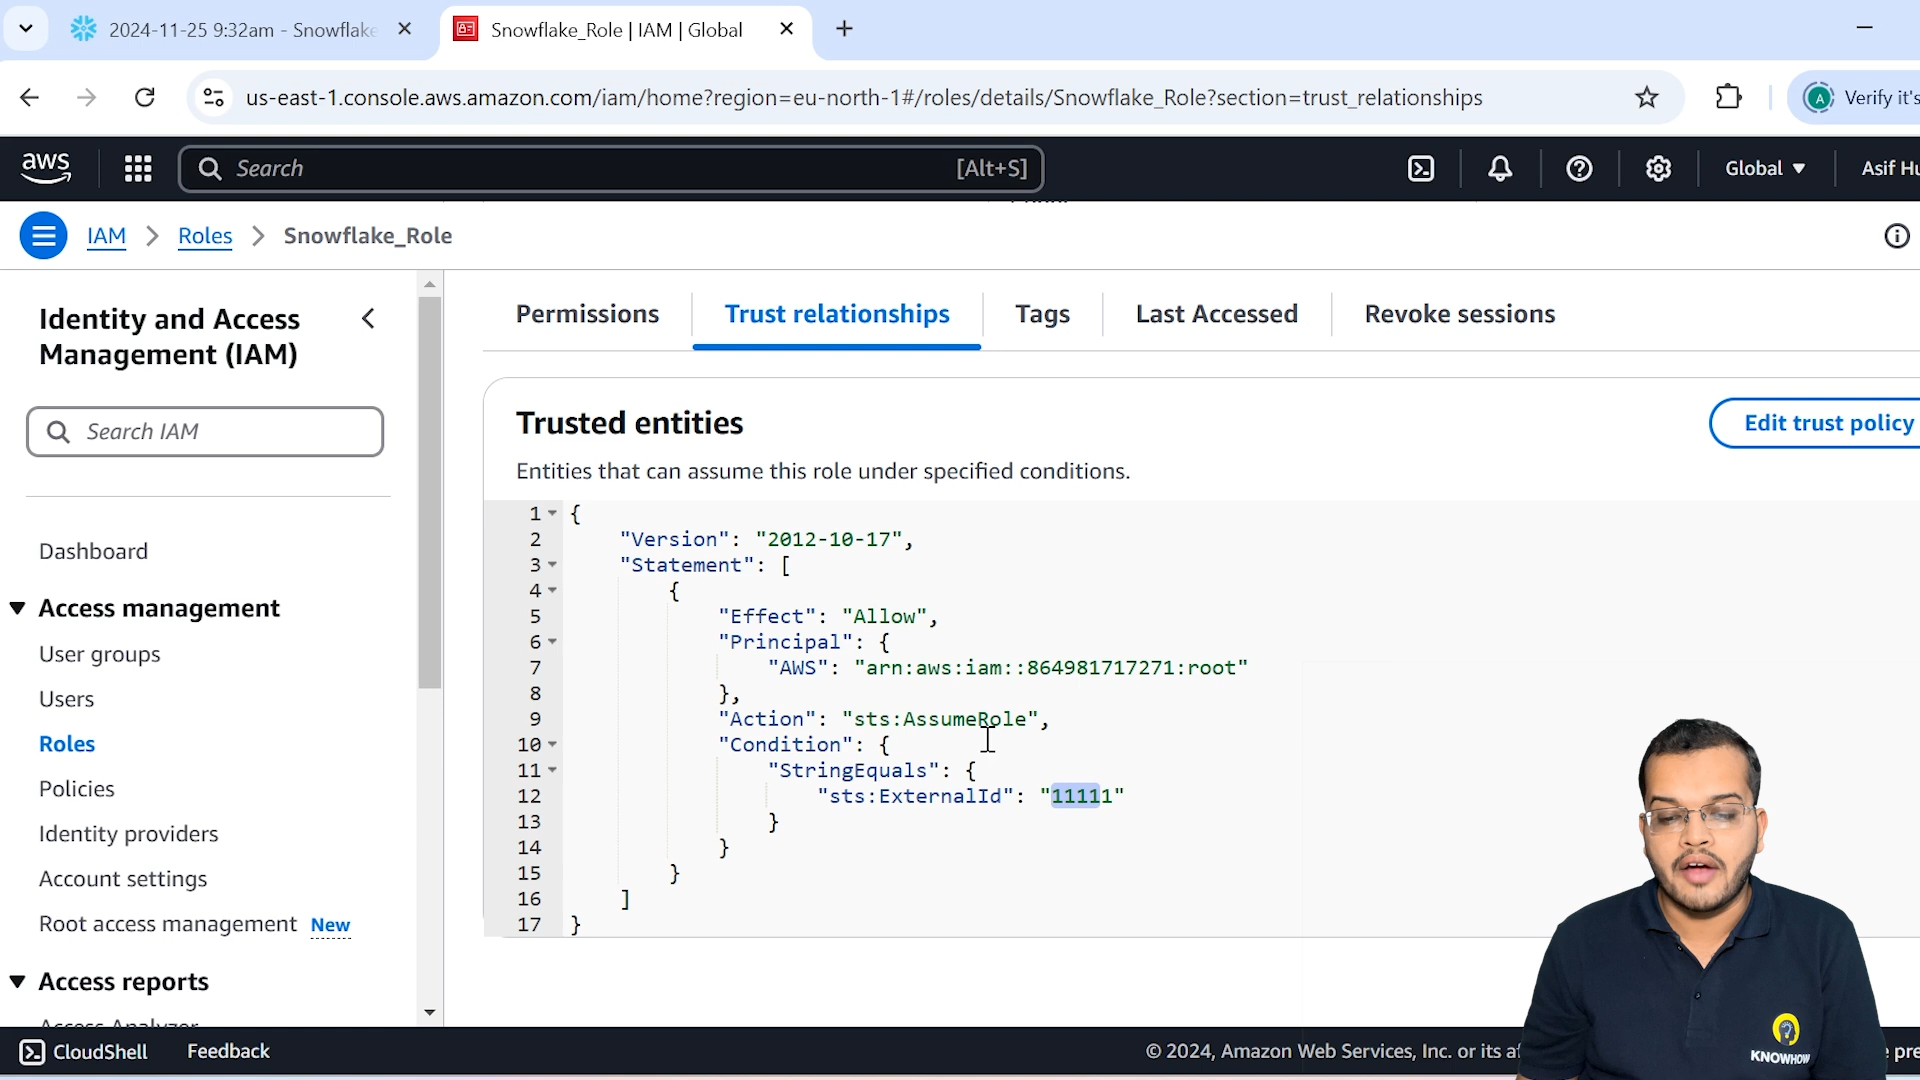 2024-11-25 9:32am - Snowflake
Snowflake_Role | IAM | Global
us-east-1.console.aws.amazon.com/iam/home?region=eu-north-1#/roles/details/Snowflake_Role?section=trust_relationships
Verify it's
aws
Search
[Alt+S]
Global
Asif Hu
IAM
Roles
Snowflake_Role
Identity and Access
Management (IAM)
Search IAM
Dashboard
Access management
User groups
Users
Roles
Policies
Identity providers
Account settings
Root access management New
Access reports
Access Analyzer
Permissions
Trust relationships
Tags
Last Accessed
Revoke sessions
Trusted entities
Edit trust policy
Entities that can assume this role under specified conditions.
1 {
2 "Version": "2012-10-17",
3 "Statement": [
4 {
5 "Effect": "Allow",
6 "Principal": {
7 "AWS": "arn:aws:iam::864981717271:root"
8 },
9 "Action": "sts:AssumeRole",
10 "Condition": {
11 "StringEquals": {
12 "sts:ExternalId": "11111"
13 }
14 }
15 }
16 ]
17 }
KNOWHOW
CloudShell
Feedback
© 2024, Amazon Web Services, Inc. or its af